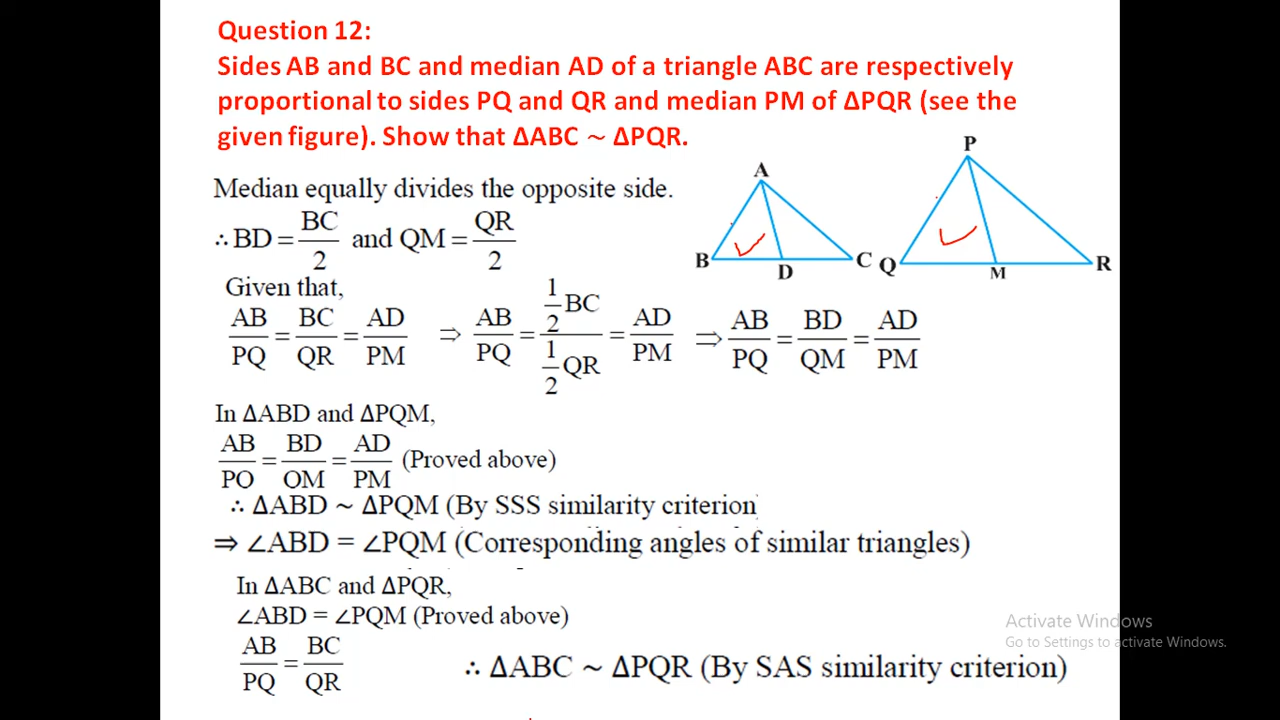 Question 12:
Sides AB and BC and median AD of a triangle ABC are respectively
proportional to sides PQ and QR and median PM of ΔPQR (see the
given figure). Show that ΔABC ~ ΔPQR.
Median equally divides the opposite side.
∴ BD = BC/2 and QM = QR/2
Given that,
AB/PQ = BC/QR = AD/PM ⇒ AB/PQ = (1/2 BC)/(1/2 QR) = AD/PM ⇒ AB/PQ = BD/QM = AD/PM
A
B
D
C
P
Q
M
R
In ΔABD and ΔPQM,
AB/PQ = BD/QM = AD/PM (Proved above)
∴ ΔABD ~ ΔPQM (By SSS similarity criterion
⇒ ∠ABD = ∠PQM (Corresponding angles of similar triangles)
In ΔABC and ΔPQR,
∠ABD = ∠PQM (Proved above)
AB/PQ = BC/QR
∴ ΔABC ~ ΔPQR (By SAS similarity criterion)
Activate Windows
Go to Settings to activate Windows.